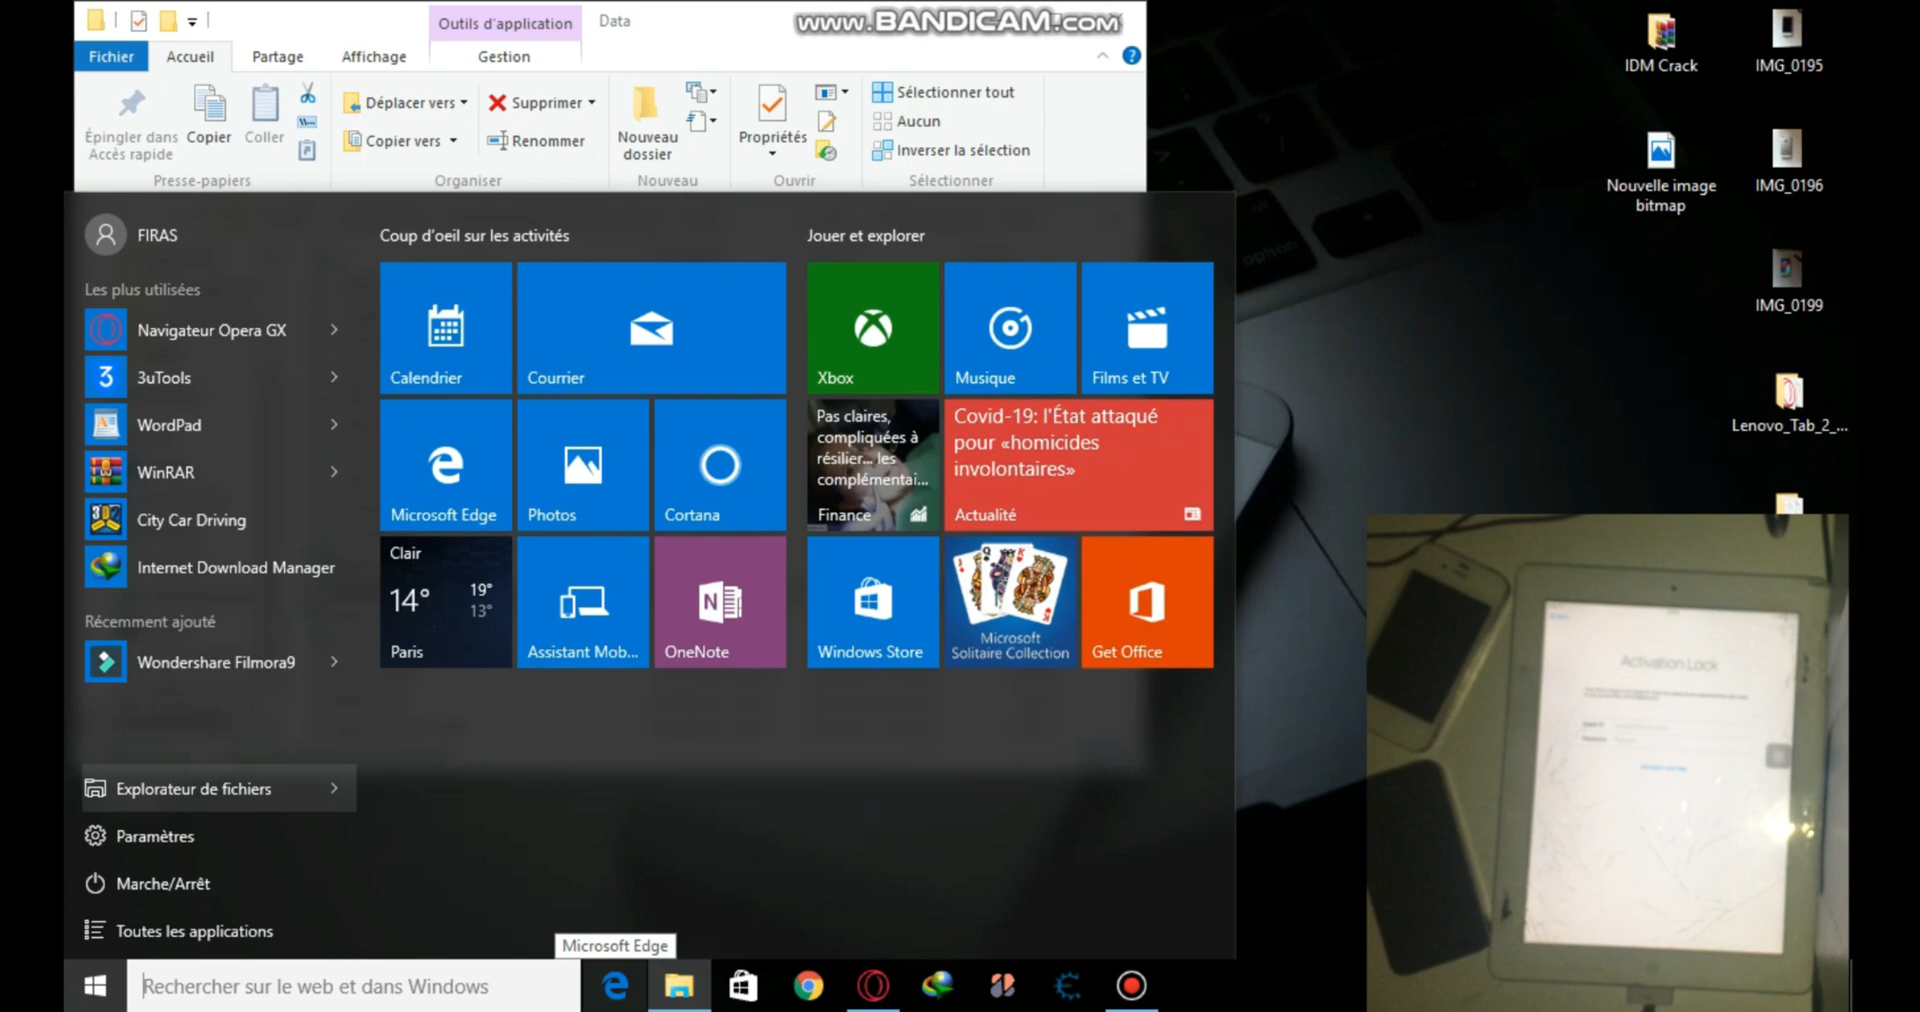 Outils d'application
Data
www.BANDICAM.com
Fichier
Accueil
Partage
Affichage
Gestion
Épingler dans
Accès rapide
Copier
Coller
Déplacer vers
Copier vers
Supprimer
Renommer
Nouveau
dossier
Propriétés
Sélectionner tout
Aucun
Inverser la sélection
Presse-papiers
Organiser
Nouveau
Ouvrir
Sélectionner
IDM Crack
IMG_0195
Nouvelle image
bitmap
IMG_0196
IMG_0199
Lenovo_Tab_2_...
FIRAS
Les plus utilisées
Navigateur Opera GX
3uTools
WordPad
WinRAR
City Car Driving
Internet Download Manager
Récemment ajouté
Wondershare Filmora9
Explorateur de fichiers
Paramètres
Marche/Arrêt
Toutes les applications
Coup d'oeil sur les activités
Calendrier
Courrier
Microsoft Edge
Photos
Cortana
Clair
14°
19°
13°
Paris
Assistant Mob...
OneNote
Jouer et explorer
Xbox
Musique
Films et TV
Pas claires,
compliquées à
résilier... les
complémentai...
Finance
Covid-19: l'État attaqué
pour «homicides
involontaires»
Actualité
Windows Store
Microsoft
Solitaire Collection
Get Office
option
Activation Lock
Microsoft Edge
Rechercher sur le web et dans Windows